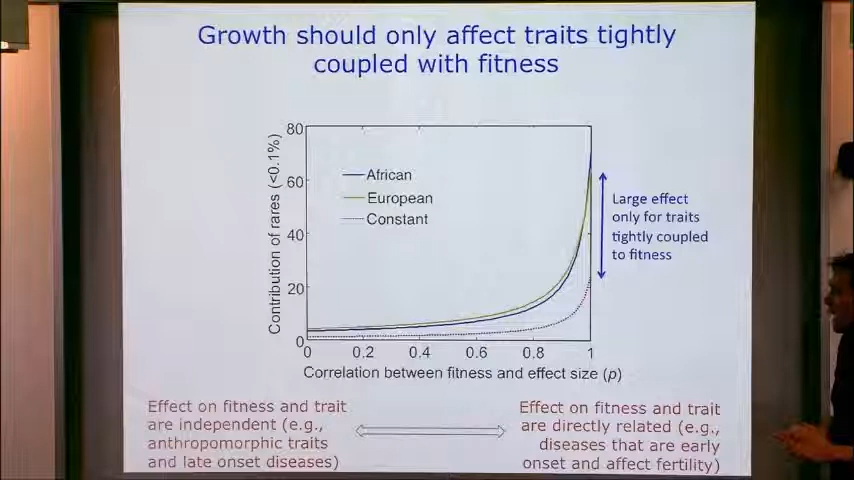 Growth should only affect traits tightly
coupled with fitness
Contribution of rares (<0.1%)
80
60
40
20
0
African
European
Constant
Large effect
only for traits
tightly coupled
to fitness
0 0.2 0.4 0.6 0.8 1
Correlation between fitness and effect size (p)
Effect on fitness and trait
are independent (e.g.,
anthropomorphic traits
and late onset diseases)
Effect on fitness and trait
are directly related (e.g.,
diseases that are early
onset and affect fertility)